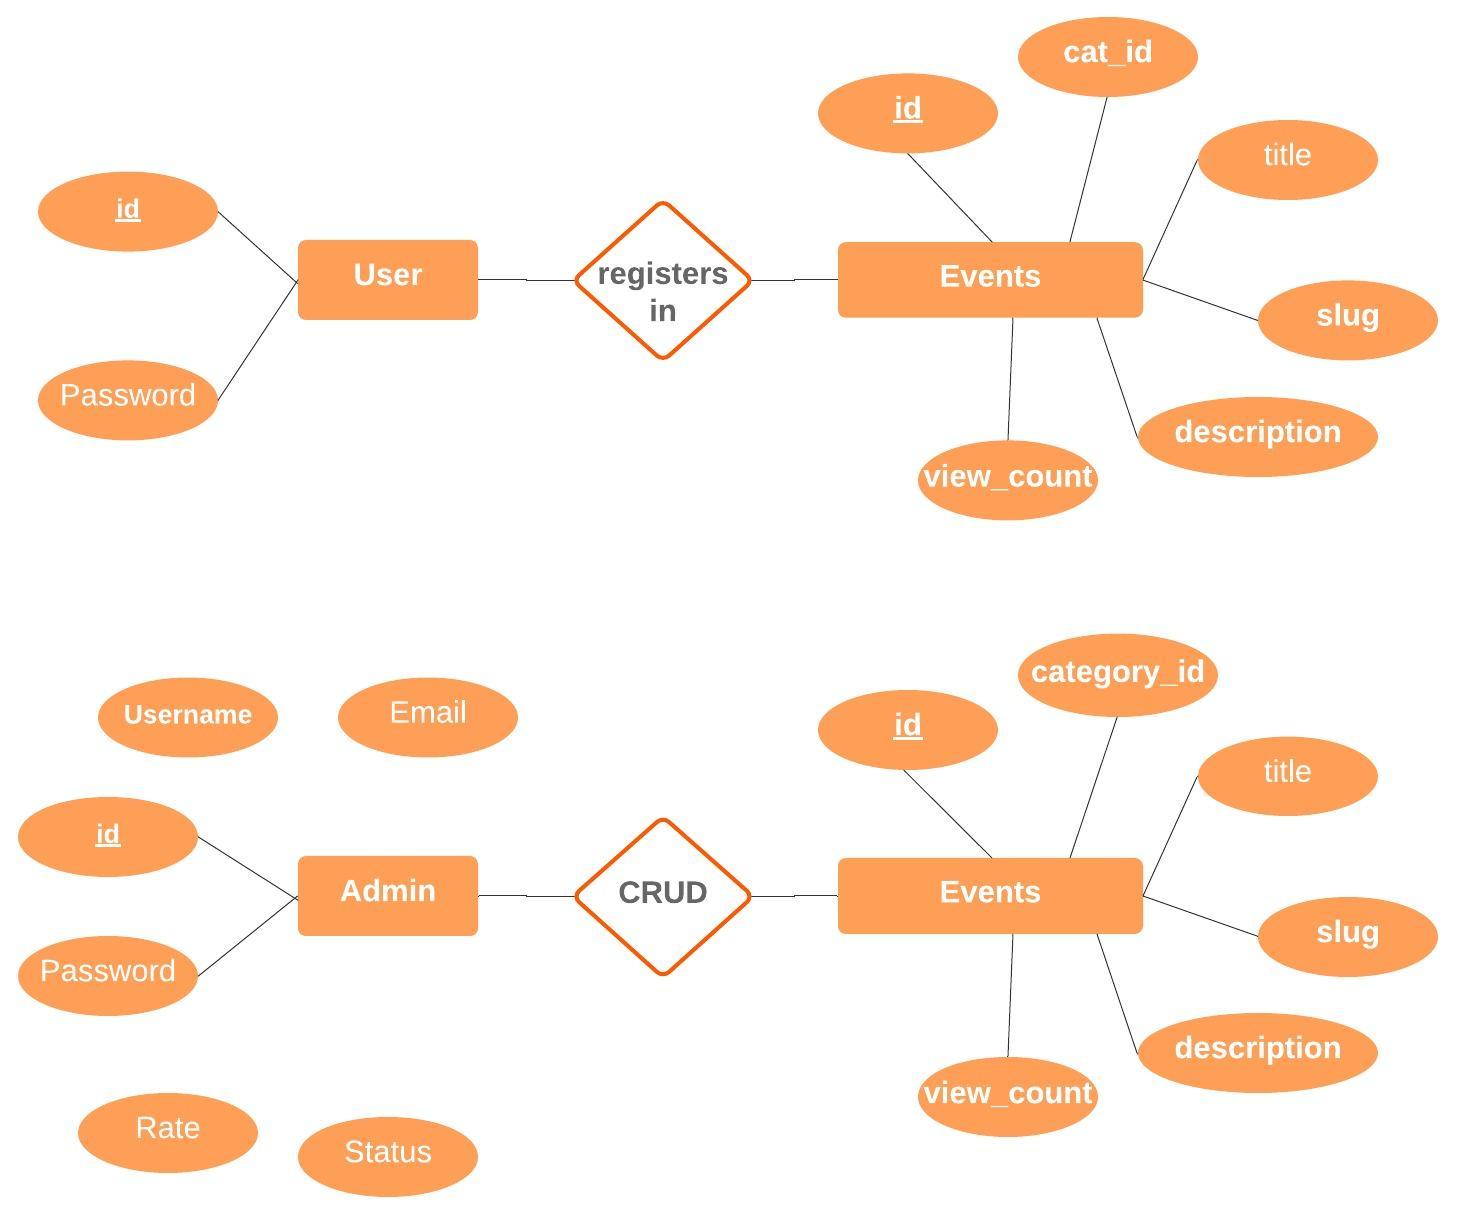 cat_id
id
title
id
User
registers
in
Events
slug
Password
description
view_count
category_id
Username
Email
id
title
id
Admin
CRUD
Events
slug
Password
description
view_count
Rate
Status